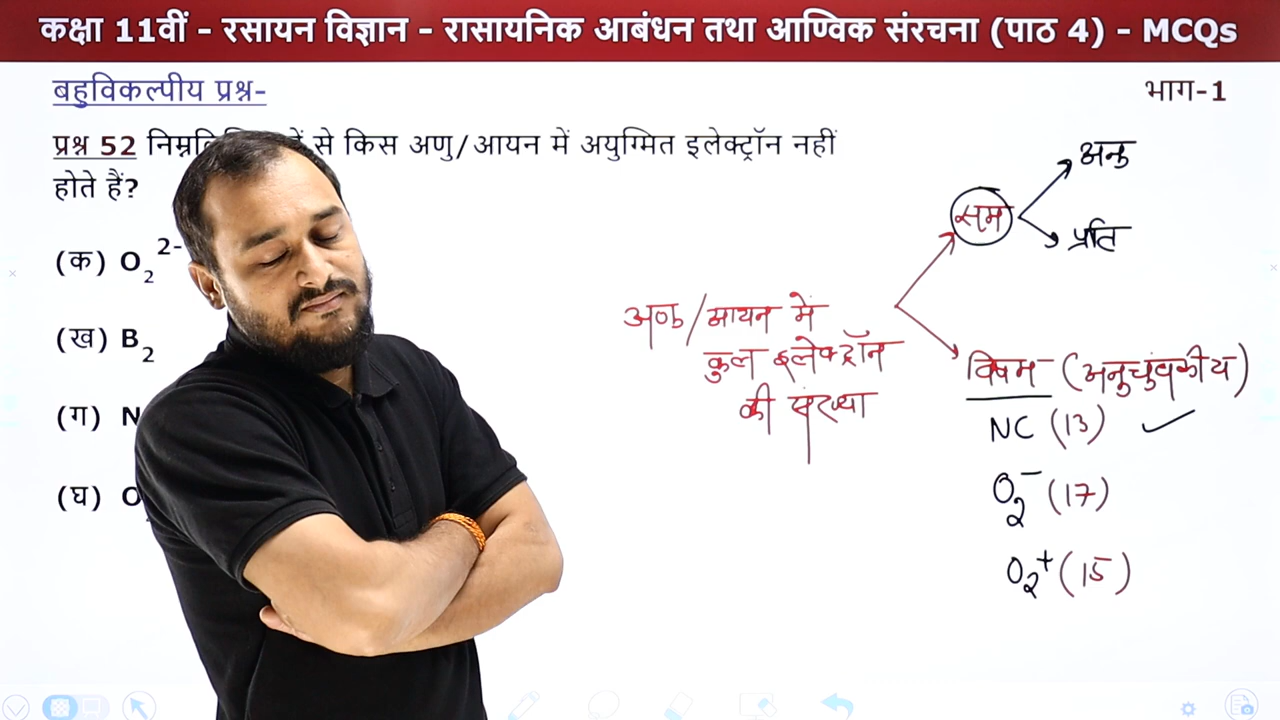 कक्षा 11वीं - रसायन विज्ञान - रासायनिक आबंधन तथा आण्विक संरचना (पाठ 4) - MCQs
बहुविकल्पीय प्रश्न-
भाग-1
प्रश्न 52 से किस अणु/आयन में अयुग्मित इलेक्ट्रॉन नहीं
होते हैं?
(क) O₂²⁻
(ख) B₂
(ग) N
(घ) O
अणु/आयन में
कुल इलेक्ट्रॉन
की संख्या
सम
अनु
प्रति
विषम (अनुचुंबकीय)
NC (13) ✓
O₂⁻ (17)
O₂⁺ (15)